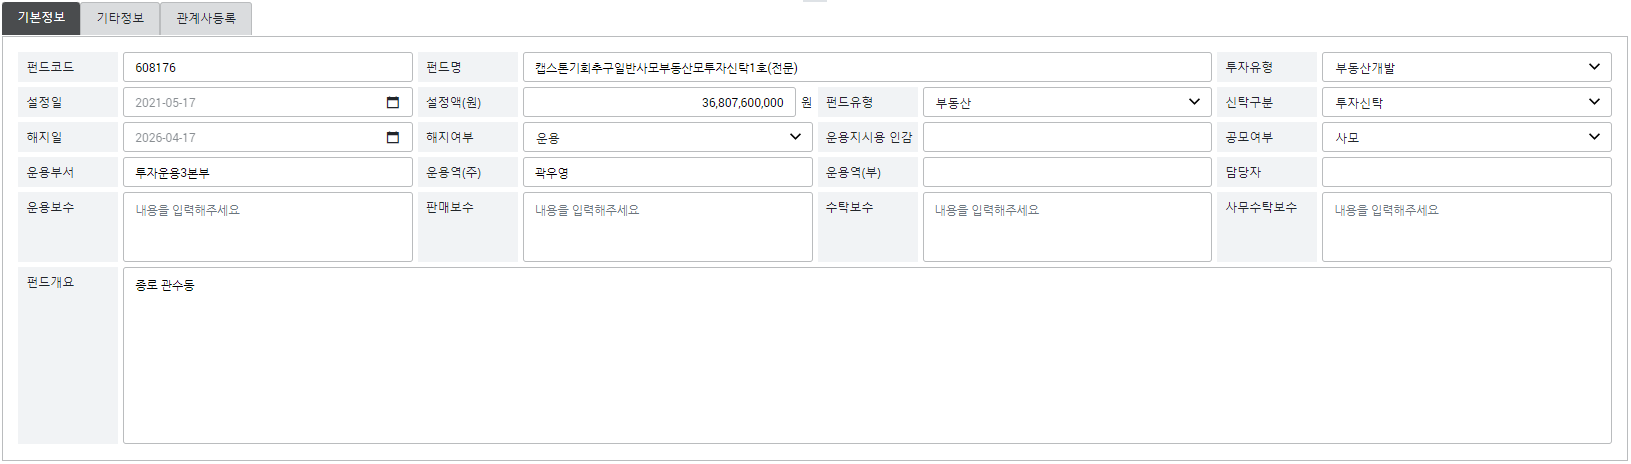 기본정보 기타정보 관계사등록
펀드코드 608176 펀드명 캡스톤기회추구일반사모부동산모투자신탁1호(전문) 투자유형 부동산개발
설정일 2021-05-17 설정액(원) 36,807,600,000 원 펀드유형 부동산 신탁구분 투자신탁
해지일 2026-04-17 해지여부 운용 운용지시용 인감 공모여부 사모
운용부서 투자운용3본부 운용역(주) 곽우영 운용역(부) 담당자
운용보수 내용을 입력해주세요 판매보수 내용을 입력해주세요 수탁보수 내용을 입력해주세요 사무수탁보수 내용을 입력해주세요
펀드개요 종로 관수동